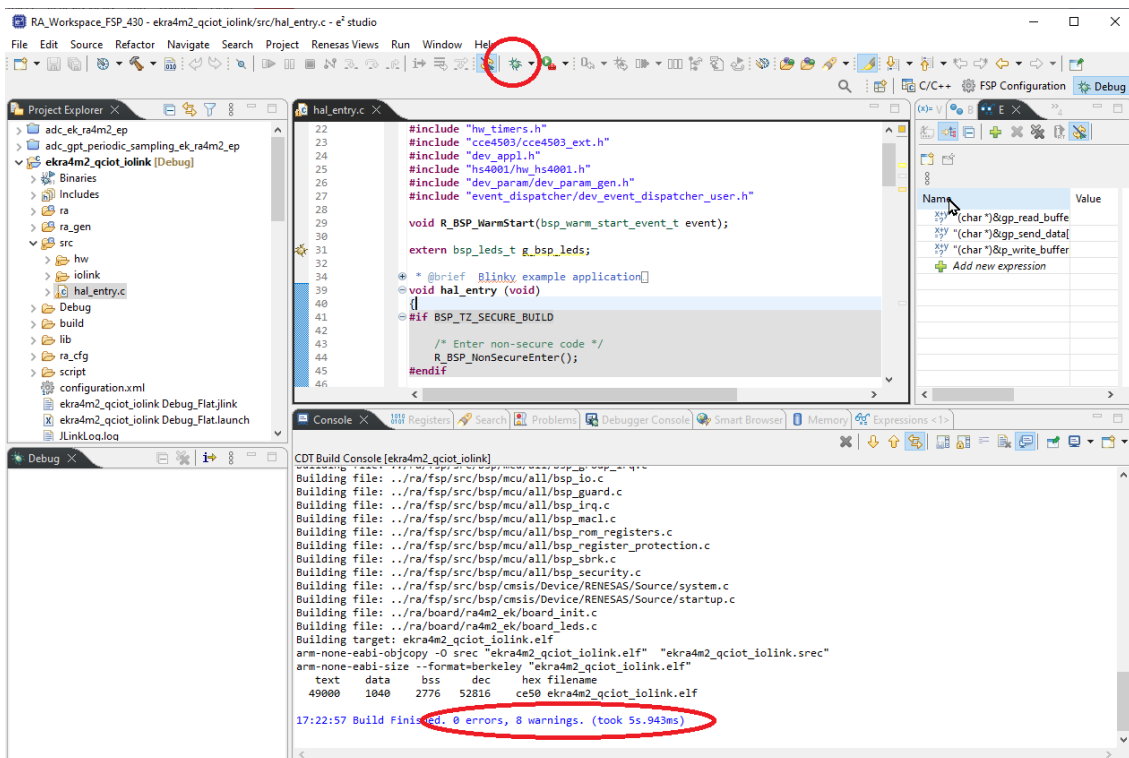 RA_Workspace_FSP_430 - ekra4m2_qciot_iolink/src/hal_entry.c - e² studio
File Edit Source Refactor Navigate Search Project Renesas Views Run Window Help
C/C++ FSP Configuration Debug
Project Explorer
adc_ek_ra4m2_ep
adc_gpt_periodic_sampling_ek_ra4m2_ep
ekra4m2_qciot_iolink [Debug]
Binaries
Includes
ra
ra_gen
src
hw
iolink
hal_entry.c
Debug
build
lib
ra_cfg
script
configuration.xml
ekra4m2_qciot_iolink Debug_Flat.jlink
ekra4m2_qciot_iolink Debug_Flat.launch
JLinkLog.log
Debug
hal_entry.c
22 #include "hw_timers.h"
23 #include "cce4503/cce4503_ext.h"
24 #include "dev_appl.h"
25 #include "hs4001/hw_hs4001.h"
26 #include "dev_param/dev_param_gen.h"
27 #include "event_dispatcher/dev_event_dispatcher_user.h"
28
29 void R_BSP_WarmStart(bsp_warm_start_event_t event);
30
31 extern bsp_leds_t g_bsp_leds;
32
34 * @brief Blinky example application
39 void hal_entry (void)
40 {
41 #if BSP_TZ_SECURE_BUILD
42
43 /* Enter non-secure code */
44 R_BSP_NonSecureEnter();
45 #endif
46
(x)= V B E 2
Name Value
"(char *)&gp_read_buffe
"(char *)&gp_send_data[
"(char *)&p_write_buffer
Add new expression
Console Registers Search Problems Debugger Console Smart Browser Memory Expressions <1>
CDT Build Console [ekra4m2_qciot_iolink]
Building file: ../ra/fsp/src/bsp/mcu/all/bsp_group_irq.c
Building file: ../ra/fsp/src/bsp/mcu/all/bsp_io.c
Building file: ../ra/fsp/src/bsp/mcu/all/bsp_guard.c
Building file: ../ra/fsp/src/bsp/mcu/all/bsp_irq.c
Building file: ../ra/fsp/src/bsp/mcu/all/bsp_macl.c
Building file: ../ra/fsp/src/bsp/mcu/all/bsp_rom_registers.c
Building file: ../ra/fsp/src/bsp/mcu/all/bsp_register_protection.c
Building file: ../ra/fsp/src/bsp/mcu/all/bsp_sbrk.c
Building file: ../ra/fsp/src/bsp/mcu/all/bsp_security.c
Building file: ../ra/fsp/src/bsp/cmsis/Device/RENESAS/Source/system.c
Building file: ../ra/fsp/src/bsp/cmsis/Device/RENESAS/Source/startup.c
Building file: ../ra/board/ra4m2_ek/board_init.c
Building file: ../ra/board/ra4m2_ek/board_leds.c
Building target: ekra4m2_qciot_iolink.elf
arm-none-eabi-objcopy -O srec "ekra4m2_qciot_iolink.elf" "ekra4m2_qciot_iolink.srec"
arm-none-eabi-size --format=berkeley "ekra4m2_qciot_iolink.elf"
text data bss dec hex filename
49000 1040 2776 52816 ce50 ekra4m2_qciot_iolink.elf
17:22:57 Build Finished. 0 errors, 8 warnings. (took 5s.943ms)